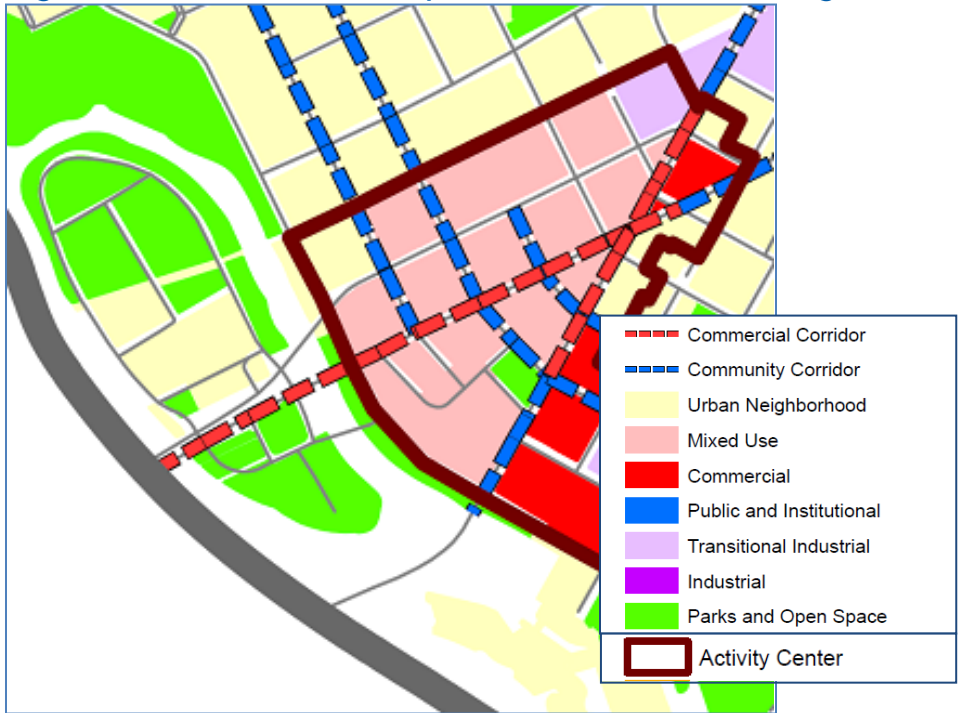 Commercial Corridor
Community Corridor
Urban Neighborhood
Mixed Use
Commercial
Public and Institutional
Transitional Industrial
Industrial
Parks and Open Space
Activity Center